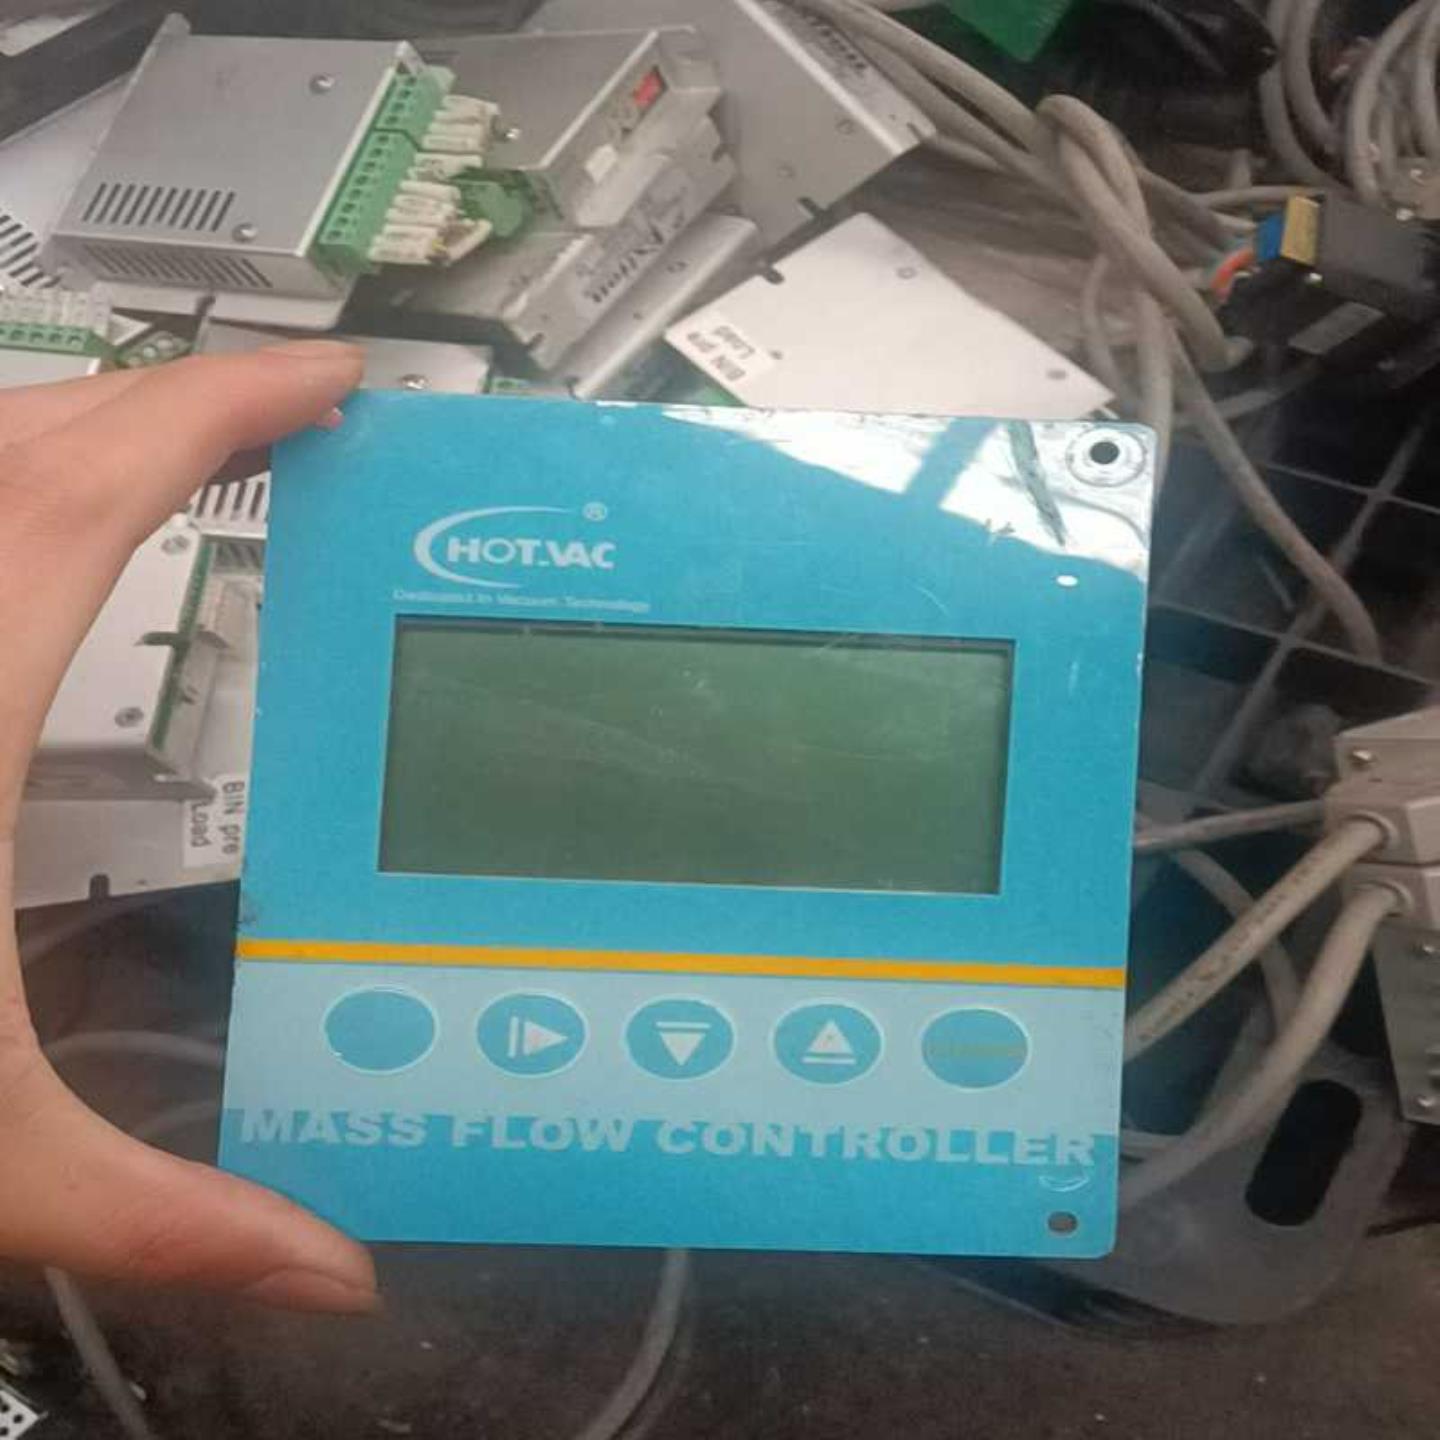 BIN pre
Load
HOT.VAC®
Dedicated to Vacuum Technology
BIN pre
Load
MASS FLOW CONTROLLER